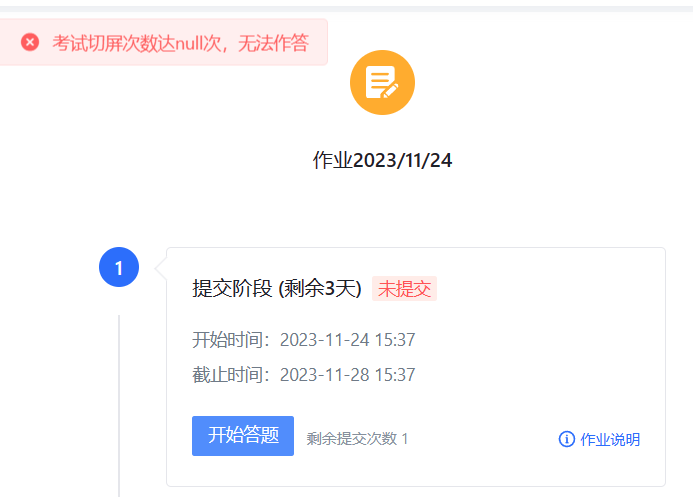 考试切屏次数达null次，无法作答
作业2023/11/24
1
提交阶段 (剩余3天) 未提交
开始时间：2023-11-24 15:37
截止时间：2023-11-28 15:37
开始答题 剩余提交次数 1 作业说明